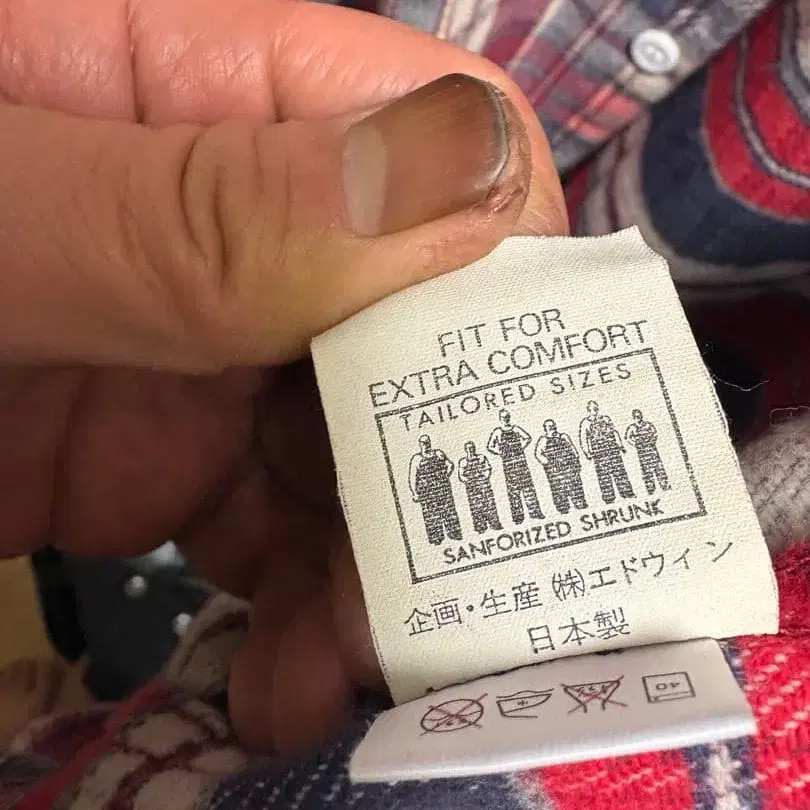 FIT FOR
EXTRA COMFORT
TAILORED SIZES
SANFORIZED SHRUNK
企画・生産 ㈱エドウィン
日本製
40